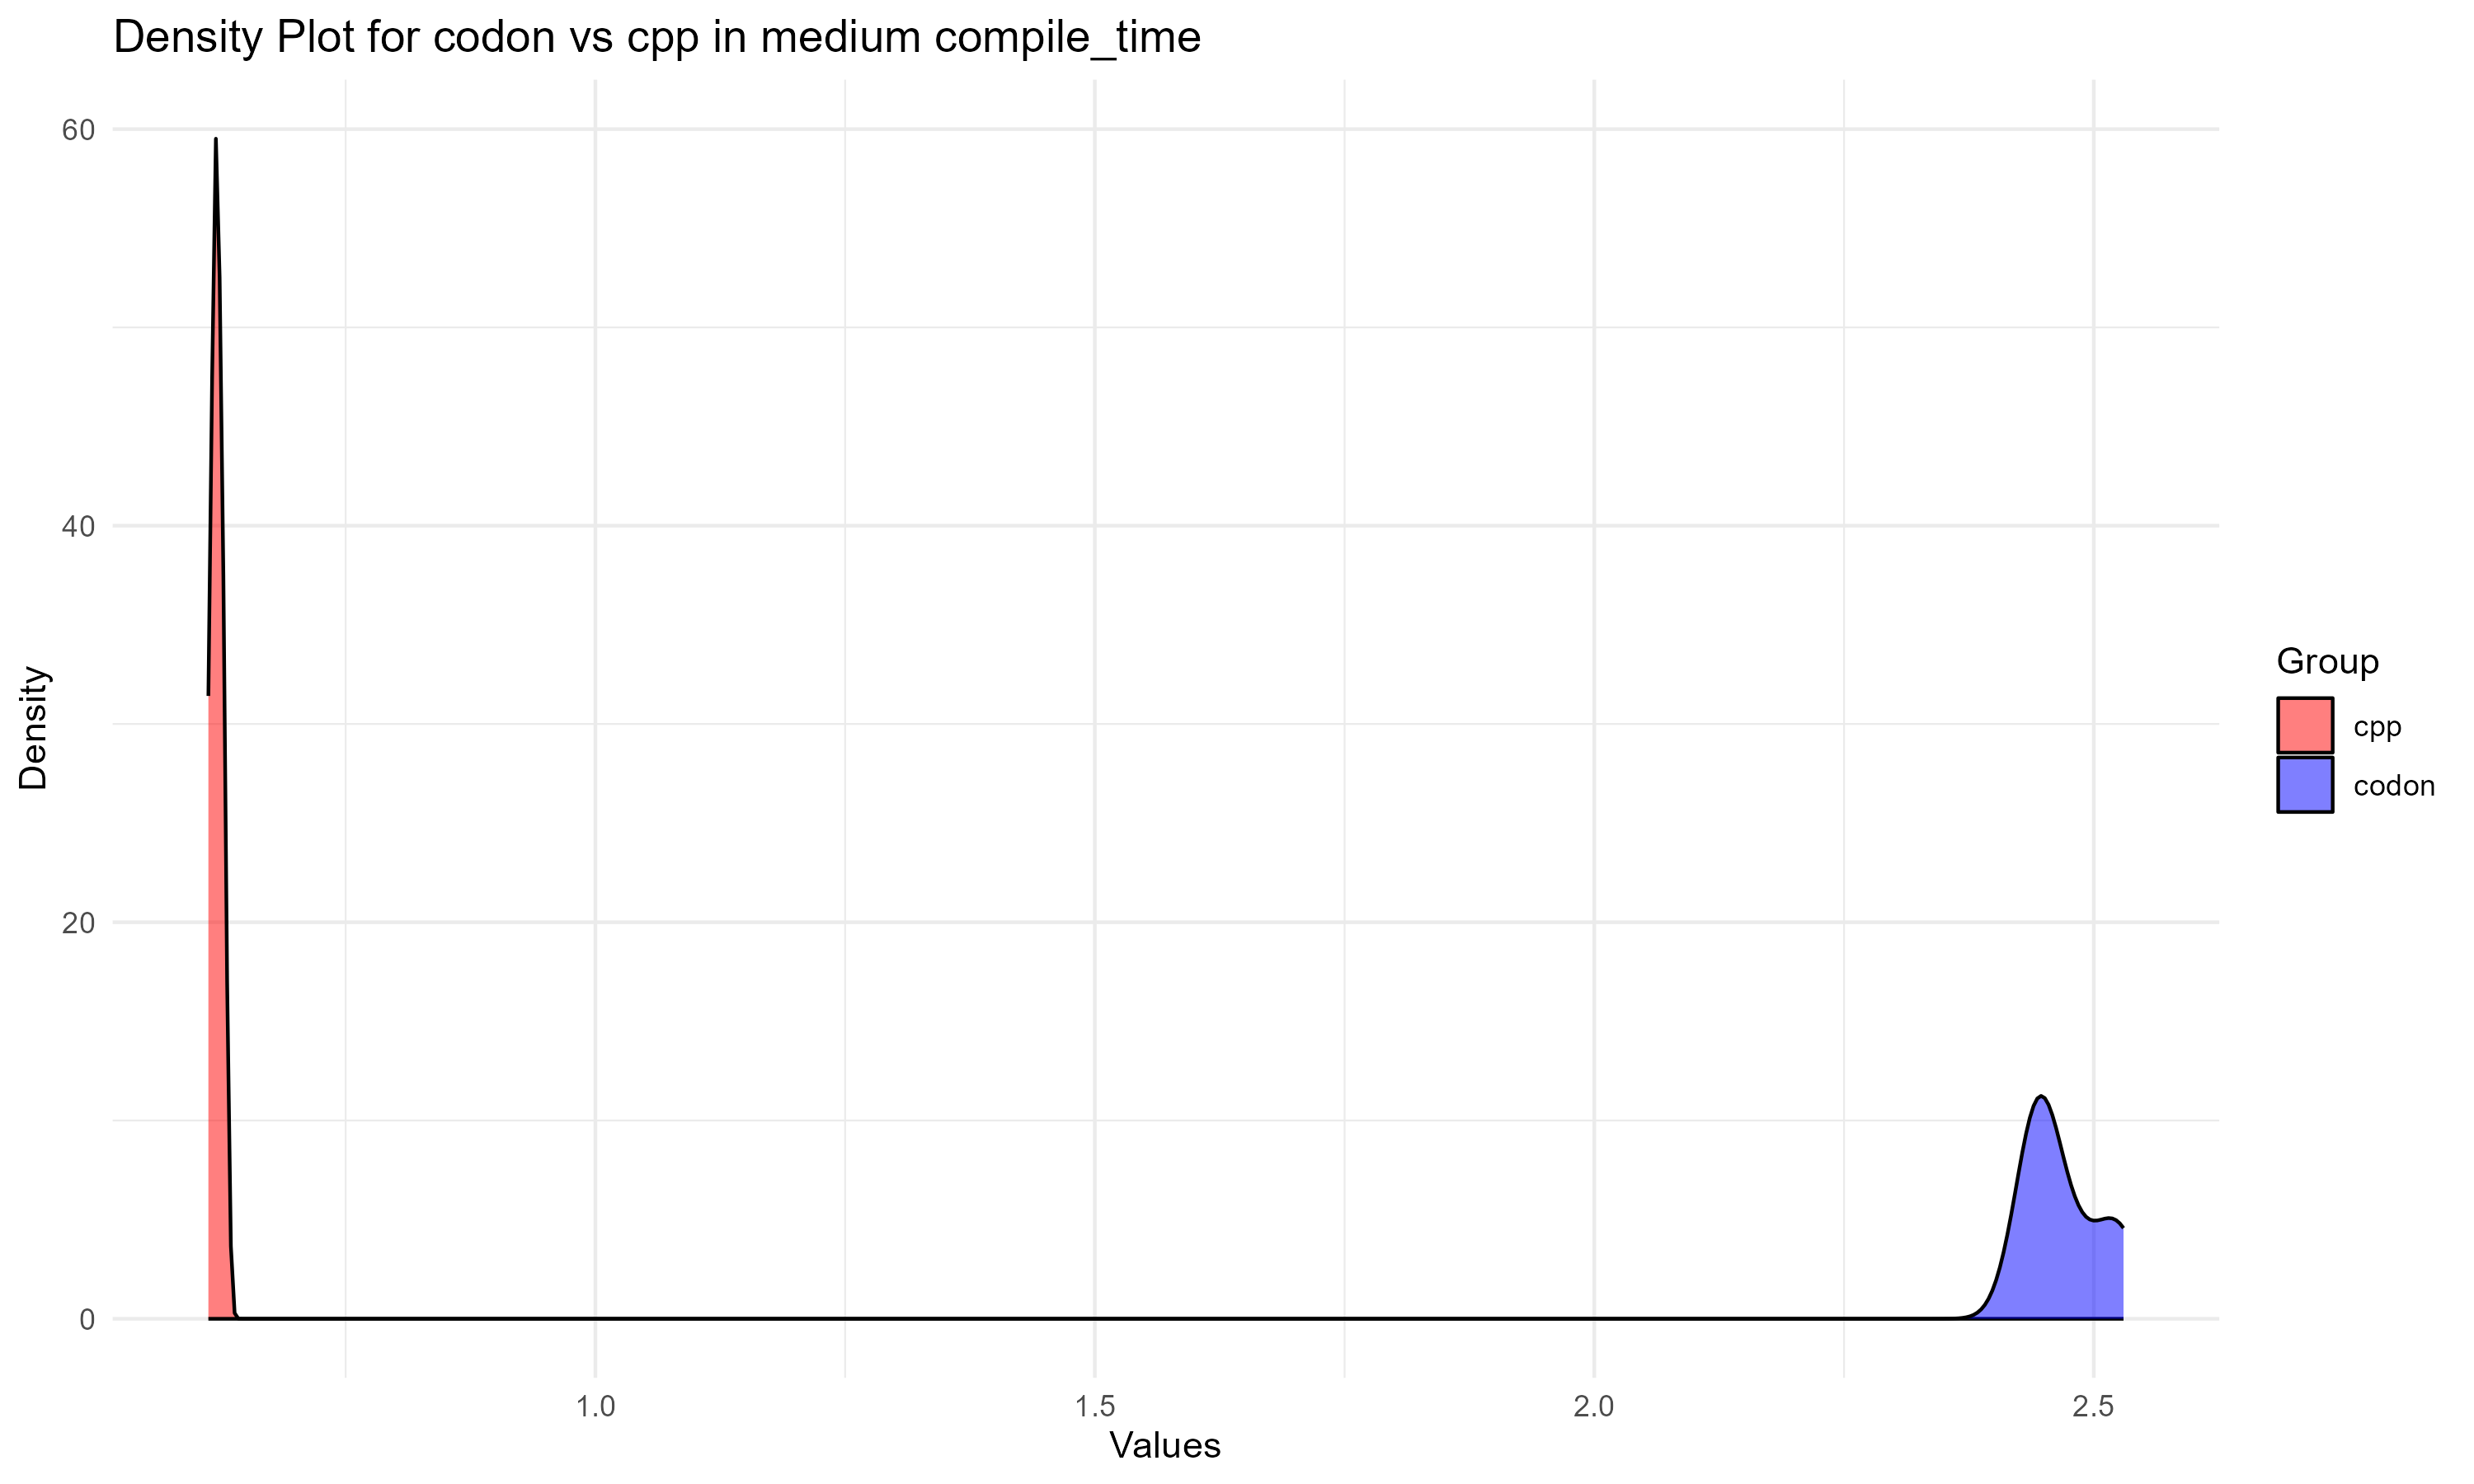 Density Plot for codon vs cpp in medium compile_time
60
40
20
0
Density
1.0
1.5
2.0
2.5
Values
Group
cpp
codon